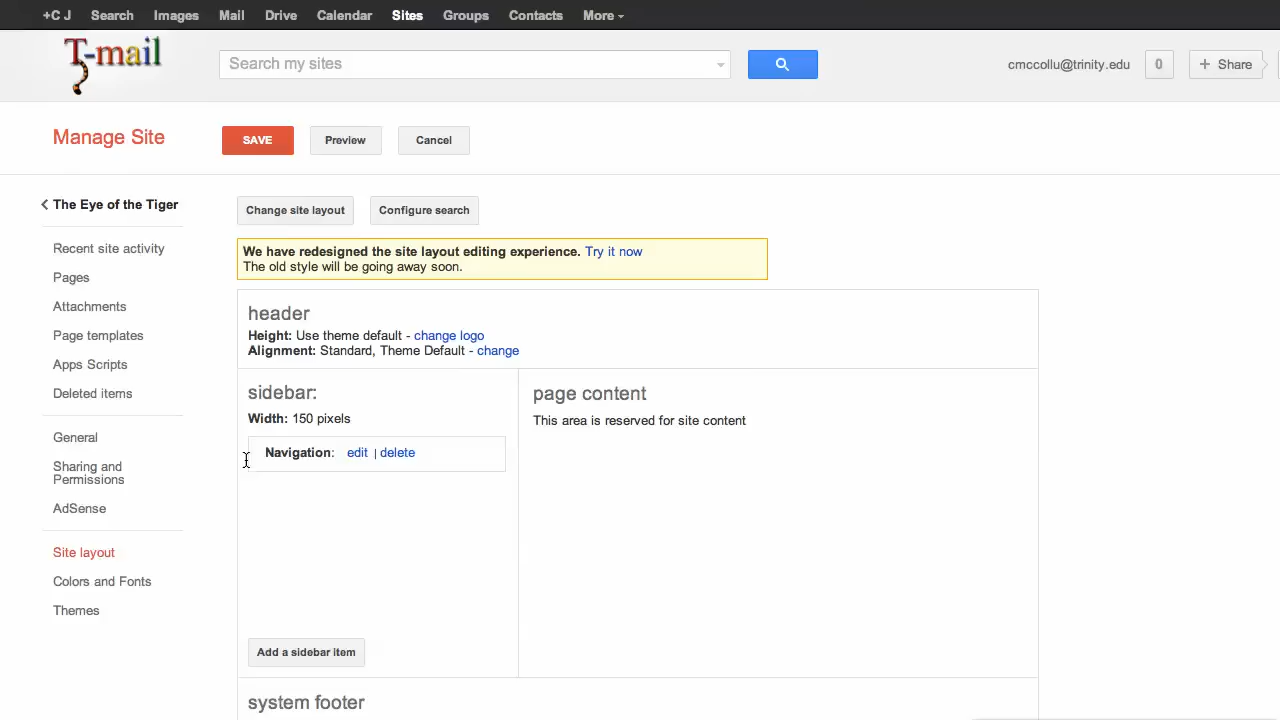 +C J Search Images Mail Drive Calendar Sites Groups Contacts More
T-mail
Search my sites
cmccollu@trinity.edu 0 + Share
Manage Site
SAVE Preview Cancel
The Eye of the Tiger
Recent site activity
Pages
Attachments
Page templates
Apps Scripts
Deleted items
General
Sharing and
Permissions
AdSense
Site layout
Colors and Fonts
Themes
Change site layout Configure search
We have redesigned the site layout editing experience. Try it now
The old style will be going away soon.
header
Height: Use theme default - change logo
Alignment: Standard, Theme Default - change
sidebar:
Width: 150 pixels
Navigation: edit | delete
Add a sidebar item
page content
This area is reserved for site content
system footer